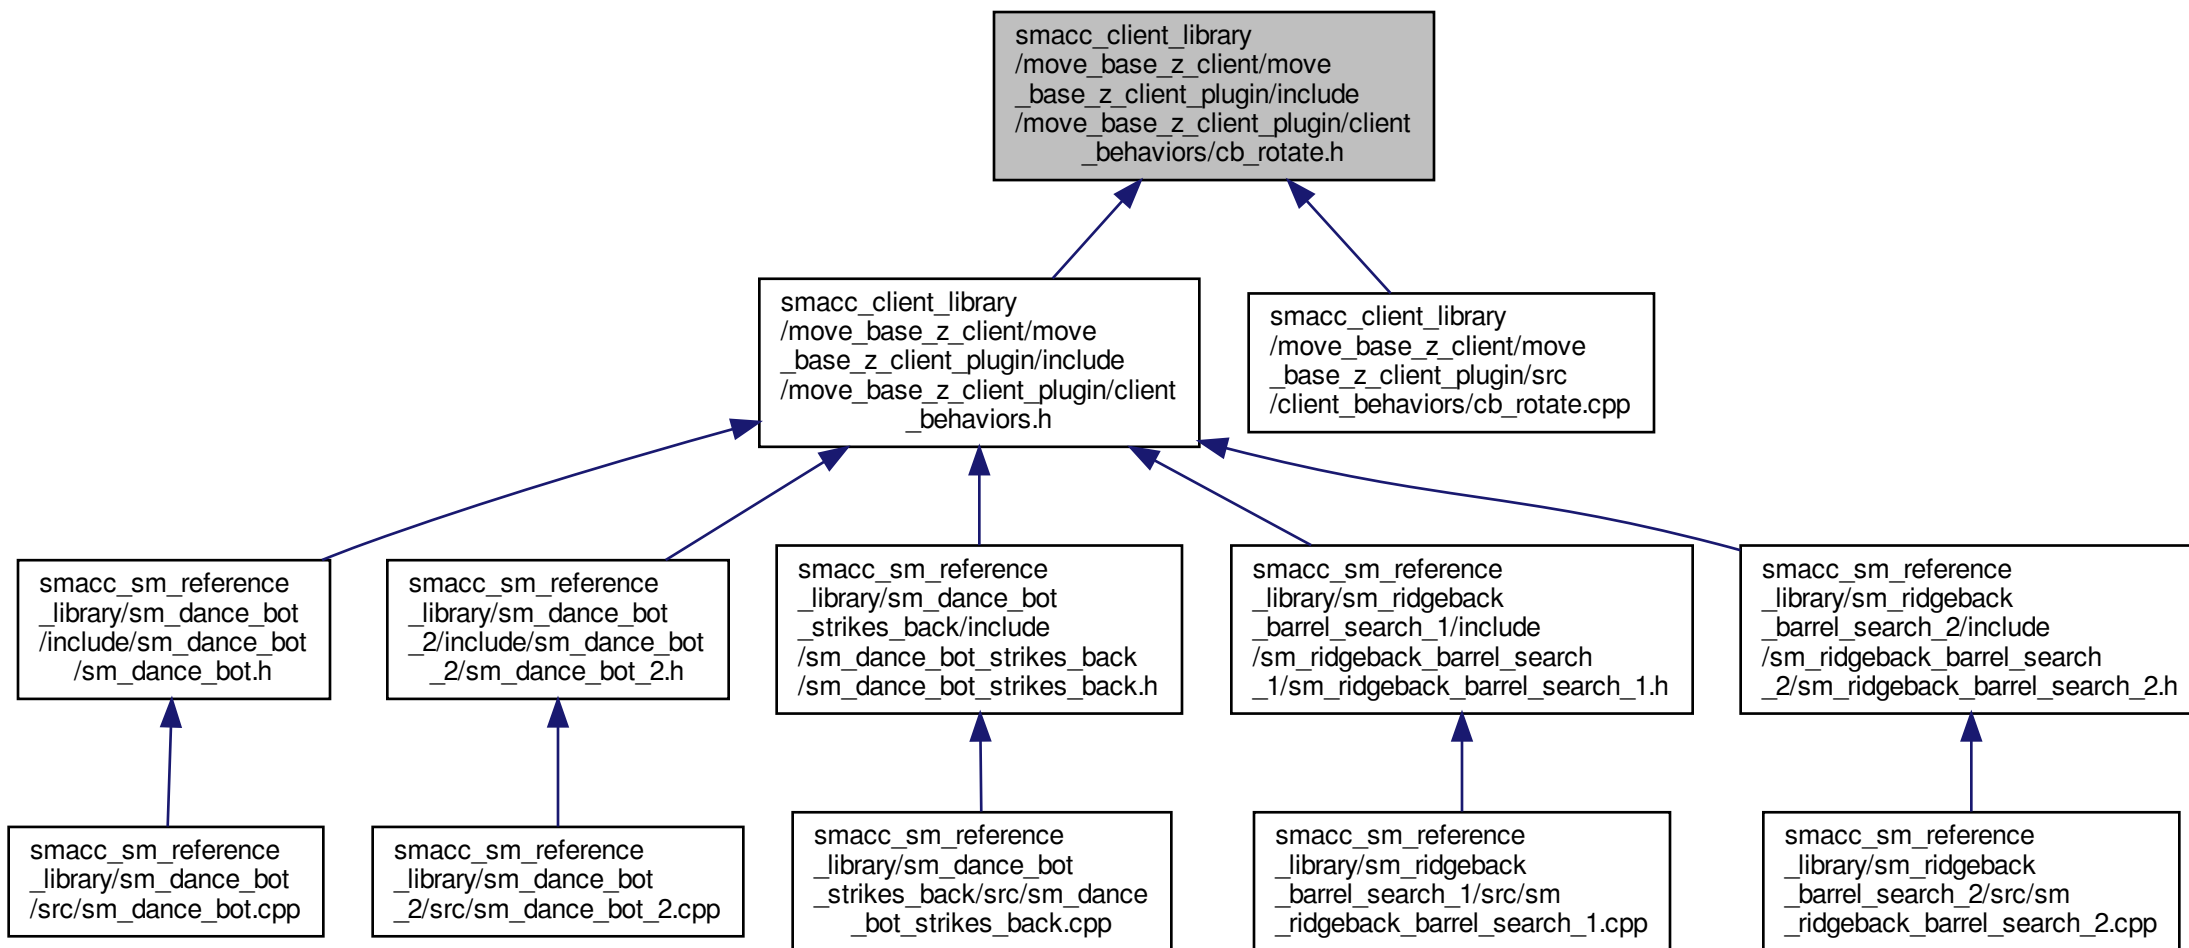 smacc_client_library
/move_base_z_client/move
_base_z_client_plugin/include
/move_base_z_client_plugin/client
_behaviors/cb_rotate.h
smacc_client_library
/move_base_z_client/move
_base_z_client_plugin/include
/move_base_z_client_plugin/client
_behaviors.h
smacc_client_library
/move_base_z_client/move
_base_z_client_plugin/src
/client_behaviors/cb_rotate.cpp
smacc_sm_reference
_library/sm_dance_bot
/include/sm_dance_bot
/sm_dance_bot.h
smacc_sm_reference
_library/sm_dance_bot
_2/include/sm_dance_bot
_2/sm_dance_bot_2.h
smacc_sm_reference
_library/sm_dance_bot
_strikes_back/include
/sm_dance_bot_strikes_back
/sm_dance_bot_strikes_back.h
smacc_sm_reference
_library/sm_ridgeback
_barrel_search_1/include
/sm_ridgeback_barrel_search
_1/sm_ridgeback_barrel_search_1.h
smacc_sm_reference
_library/sm_ridgeback
_barrel_search_2/include
/sm_ridgeback_barrel_search
_2/sm_ridgeback_barrel_search_2.h
smacc_sm_reference
_library/sm_dance_bot
/src/sm_dance_bot.cpp
smacc_sm_reference
_library/sm_dance_bot
_2/src/sm_dance_bot_2.cpp
smacc_sm_reference
_library/sm_dance_bot
_strikes_back/src/sm_dance
_bot_strikes_back.cpp
smacc_sm_reference
_library/sm_ridgeback
_barrel_search_1/src/sm
_ridgeback_barrel_search_1.cpp
smacc_sm_reference
_library/sm_ridgeback
_barrel_search_2/src/sm
_ridgeback_barrel_search_2.cpp